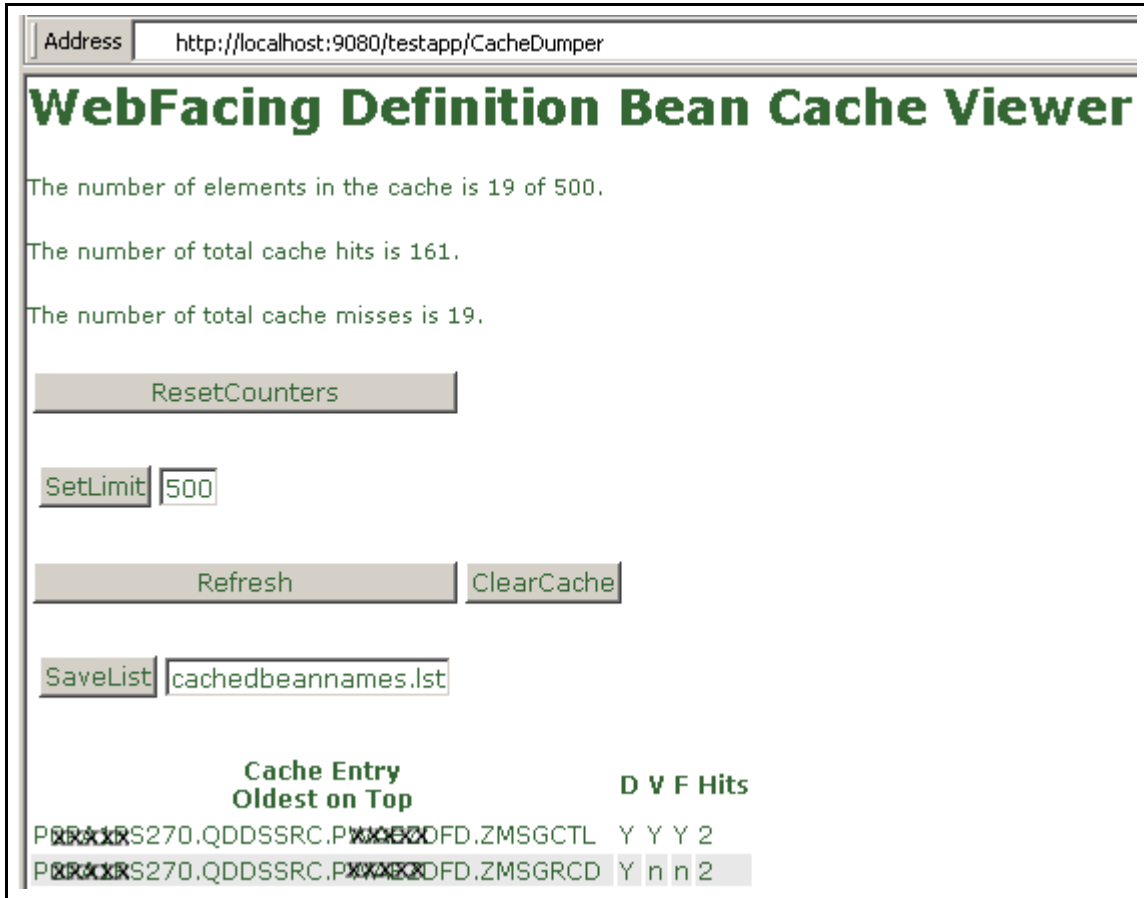 Address http://localhost:9080/testapp/CacheDumper
WebFacing Definition Bean Cache Viewer
The number of elements in the cache is 19 of 500.
The number of total cache hits is 161.
The number of total cache misses is 19.
ResetCounters
SetLimit 500
Refresh ClearCache
SaveList cachedbeannames.lst
Cache Entry
Oldest on Top
D V F Hits
Y Y Y 2
Y n n 2